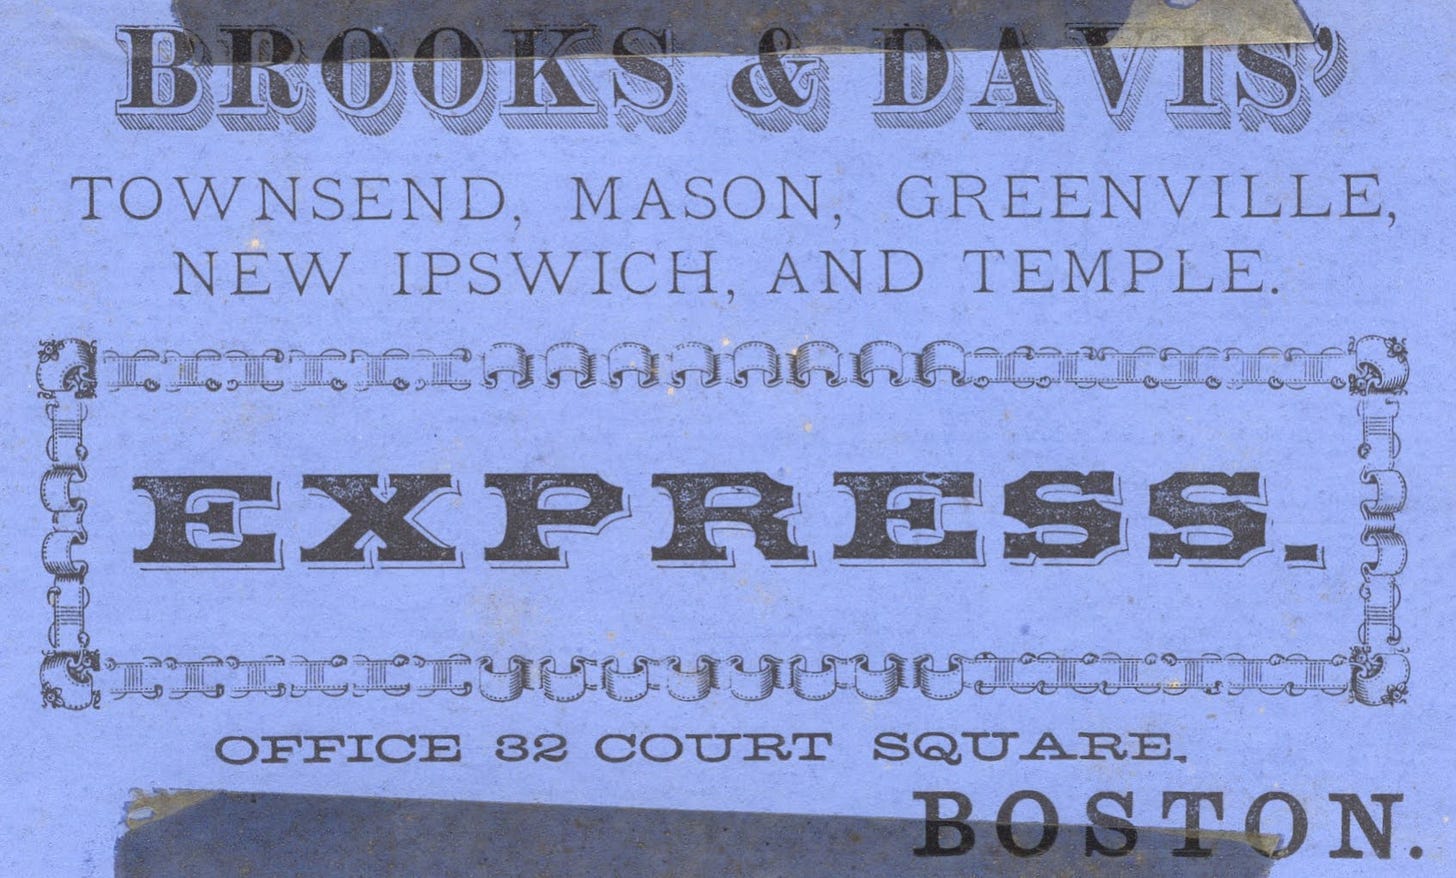 BROOKS & DAVIS'
TOWNSEND, MASON, GREENVILLE,
NEW IPSWICH, AND TEMPLE.
EXPRESS.
OFFICE 32 COURT SQUARE,
BOSTON.